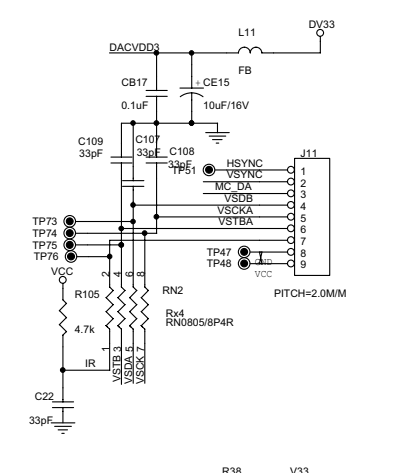 DV33
L11
DACVDD3
FB
CB17
+ CE15
0.1uF
10uF/16V
C109
33pF
C107
33pF
C108
33pF
J11
TP51
HSYNC
1
VSYNC
2
MC_DA
3
VSDB
4
VSCKA
5
VSTBA
6
7
TP47
8
GND
TP48
9
VCC
TP73
TP74
TP75
TP76
VCC
PITCH=2.0M/M
2
4
6
8
R105
RN2
4.7k
Rx4
RN0805/8P4R
IR
1
VSTB 3
VSDA 5
VSCK 7
C22
33pF
R38
V33